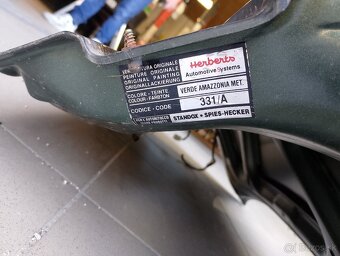 VERNICIATURA ORIGINALE
PEINTURE ORIGINALE
ORIGINAL PAINTING
ORIGINALLACKIERUNG
Herberts
Automotive Systems
COLORE - TEINTE
COLOUR - FARBTON
VERDE AMAZZONIA MET.
CODICE - CODE
331/A
STANDOX • SPIES-HECKER